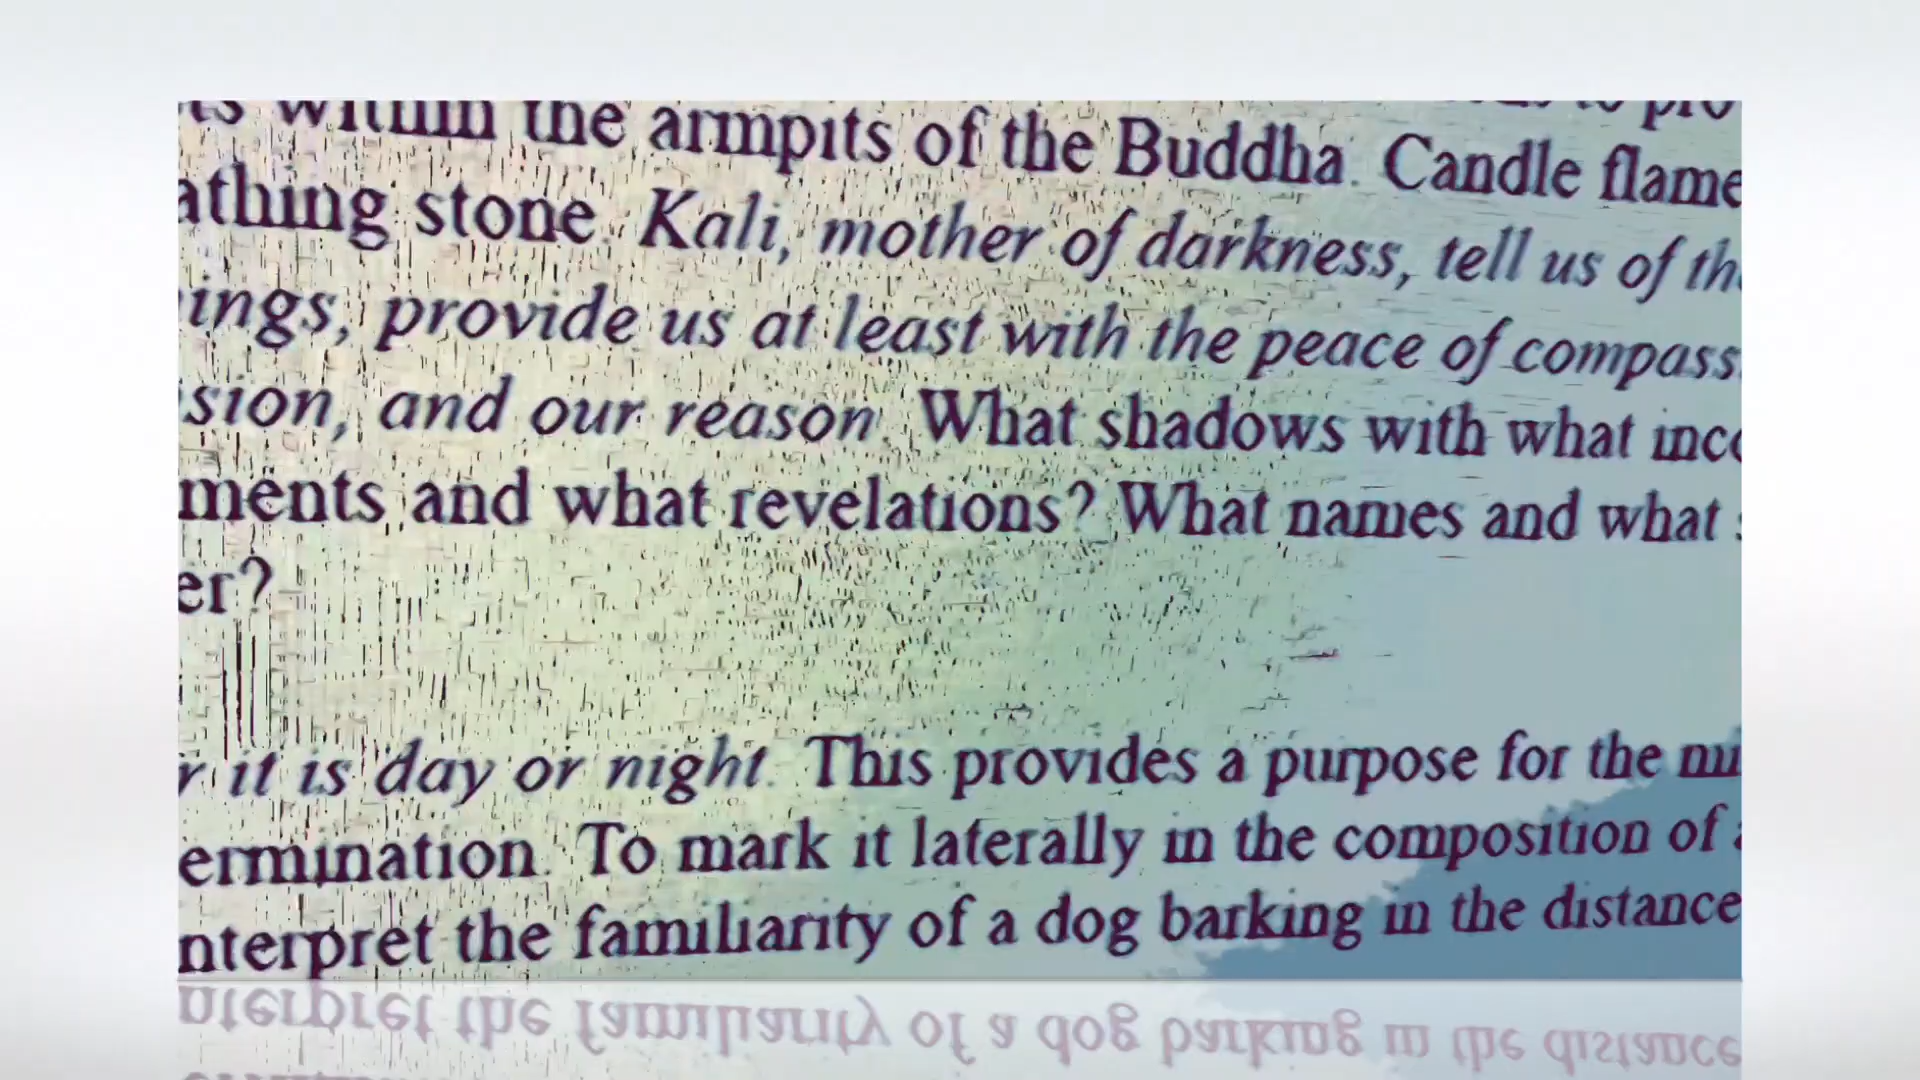 within the armpits of the Buddha. Candle flame
athing stone. Kali, mother of darkness, tell us of th
ings, provide us at least with the peace of compass
sion, and our reason. What shadows with what inc
ments and what revelations? What names and what
er?
r it is day or night. This provides a purpose for the
ermination. To mark it laterally in the composition of
nterpret the familiarity of a dog barking in the distance